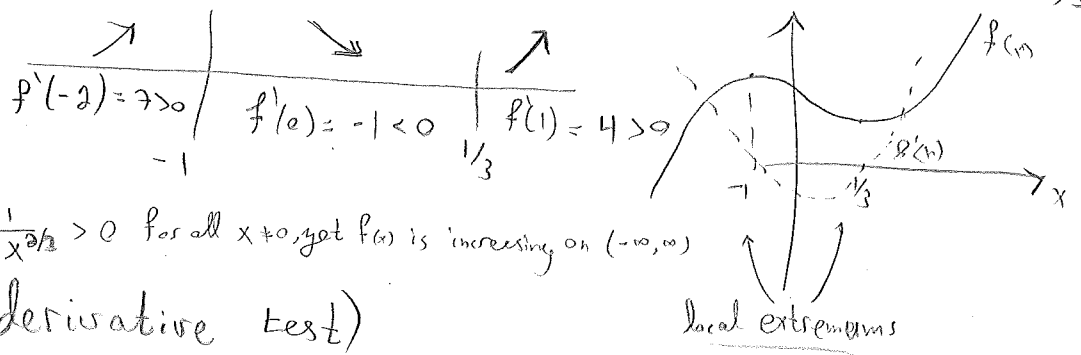 f(x)
f'(-2) = 7>0
f'(0) = -1 < 0
f'(1) = 4 > 0
-1
1/3
f'(x)
-1
1/3
x
> 0 for all x ≠ 0, yet f(x) is increasing on (-∞, ∞)
derivative test)
local extremums